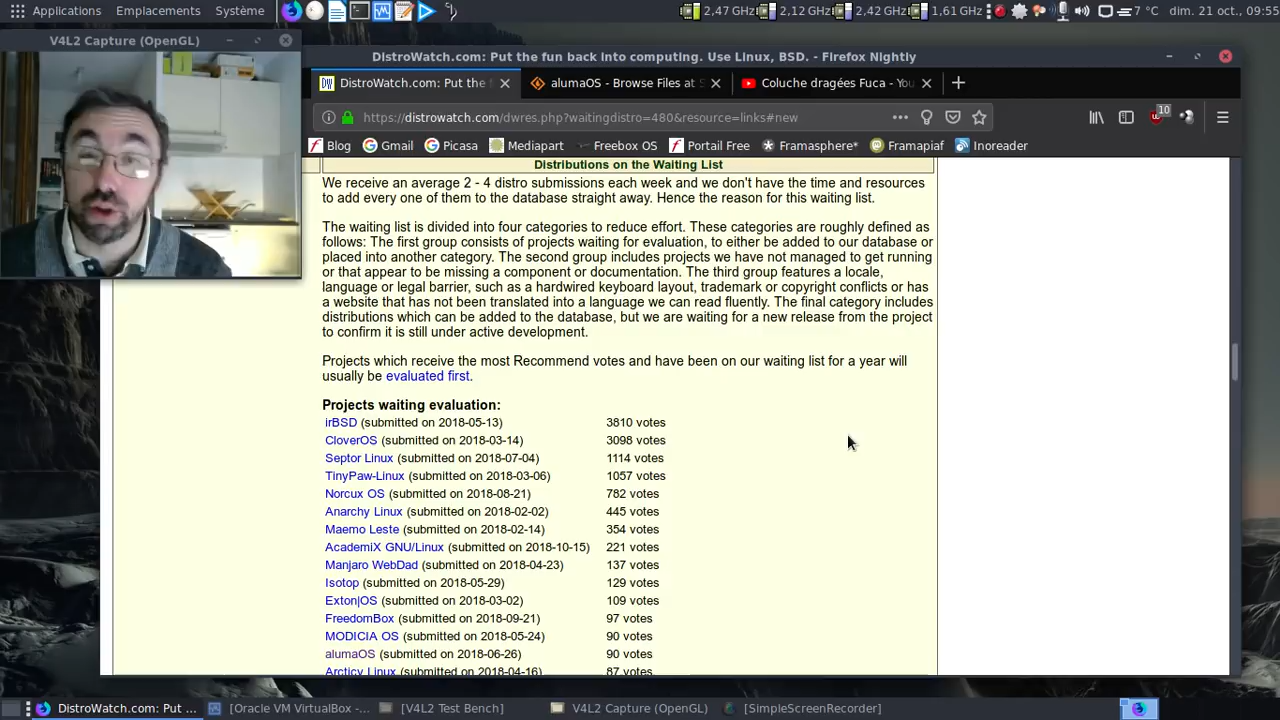 Applications Emplacements Système 2,47 GHz 2,12 GHz 2,42 GHz 1,61 GHz 7 °C dim. 21 oct., 09:55
V4L2 Capture (OpenGL)
DistroWatch.com: Put the fun back into computing. Use Linux, BSD. - Firefox Nightly
DistroWatch.com: Put the f alumaOS - Browse Files at S Coluche dragées Fuca - You
https://distrowatch.com/dwres.php?waitingdistro=480&resource=links#new 10
Blog Gmail Picasa Mediapart Freebox OS Portail Free Framasphere* Framapiaf Inoreader
Distributions on the Waiting List
We receive an average 2 - 4 distro submissions each week and we don't have the time and resources
to add every one of them to the database straight away. Hence the reason for this waiting list.
The waiting list is divided into four categories to reduce effort. These categories are roughly defined as
follows: The first group consists of projects waiting for evaluation, to either be added to our database or
placed into another category. The second group includes projects we have not managed to get running
or that appear to be missing a component or documentation. The third group features a locale,
language or legal barrier, such as a hardwired keyboard layout, trademark or copyright conflicts or has
a website that has not been translated into a language we can read fluently. The final category includes
distributions which can be added to the database, but we are waiting for a new release from the project
to confirm it is still under active development.
Projects which receive the most Recommend votes and have been on our waiting list for a year will
usually be evaluated first.
Projects waiting evaluation:
irBSD (submitted on 2018-05-13) 3810 votes
CloverOS (submitted on 2018-03-14) 3098 votes
Septor Linux (submitted on 2018-07-04) 1114 votes
TinyPaw-Linux (submitted on 2018-03-06) 1057 votes
Norcux OS (submitted on 2018-08-21) 782 votes
Anarchy Linux (submitted on 2018-02-02) 445 votes
Maemo Leste (submitted on 2018-02-14) 354 votes
AcademiX GNU/Linux (submitted on 2018-10-15) 221 votes
Manjaro WebDad (submitted on 2018-04-23) 137 votes
Isotop (submitted on 2018-05-29) 129 votes
Exton|OS (submitted on 2018-03-02) 109 votes
FreedomBox (submitted on 2018-09-21) 97 votes
MODICIA OS (submitted on 2018-05-24) 90 votes
alumaOS (submitted on 2018-06-26) 90 votes
Arcticy Linux (submitted on 2018-04-16) 87 votes
DistroWatch.com: Put ... [Oracle VM VirtualBox -... [V4L2 Test Bench] V4L2 Capture (OpenGL) [SimpleScreenRecorder]